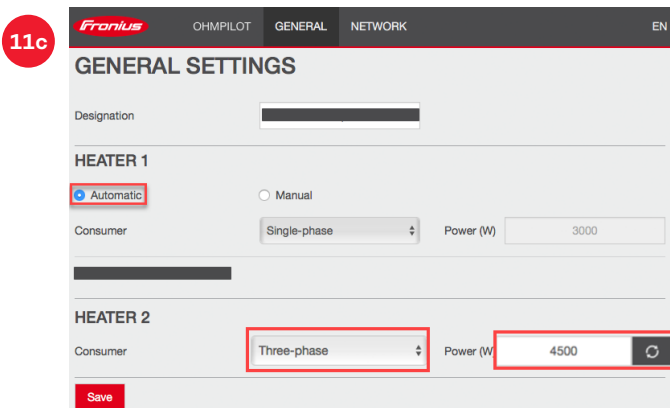 11c
Fronius OHMPILOT GENERAL NETWORK EN
GENERAL SETTINGS
Designation
HEATER 1
Automatic Manual
Consumer Single-phase Power (W) 3000
HEATER 2
Consumer Three-phase Power (W) 4500
Save